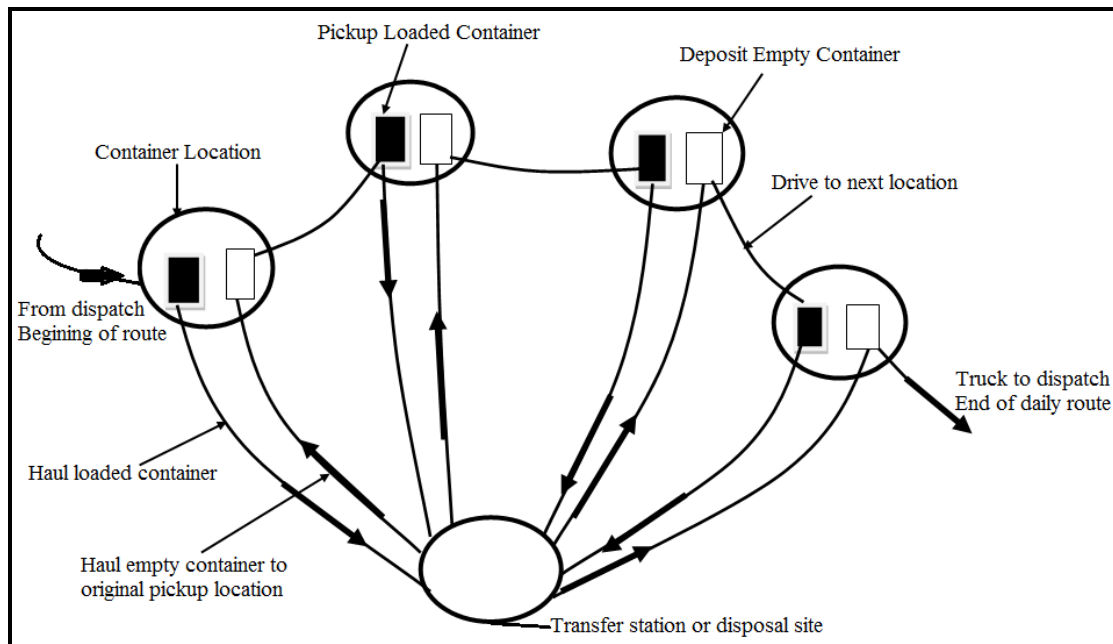 Pickup Loaded Container
Deposit Empty Container
Container Location
Drive to next location
From dispatch
Begining of route
Truck to dispatch
End of daily route
Haul loaded container
Haul empty container to
original pickup location
Transfer station or disposal site